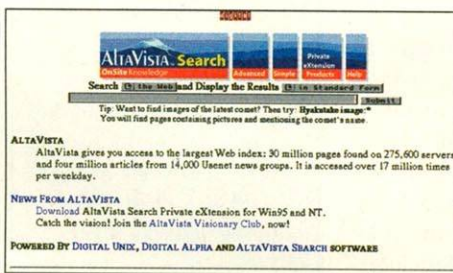 ALTAVISTA Search
OnSite Knowledge
Advanced Simple Private eXtension Products Help
Search the Web and Display the Results in Standard Form
Submit
Tip: Want to find images of the latest comet? Then try: Hyakutake image:*
You will find pages containing pictures and mentioning the comet's name.
ALTAVISTA
AltaVista gives you access to the largest Web index: 30 million pages found on 275,600 servers
and four million articles from 14,000 Usenet news groups. It is accessed over 17 million times
per weekday.
NEWS FROM ALTAVISTA
Download AltaVista Search Private eXtension for Win95 and NT.
Catch the vision! Join the AltaVista Visionary Club, now!
POWERED BY DIGITAL UNIX, DIGITAL ALPHA AND ALTAVISTA SEARCH SOFTWARE